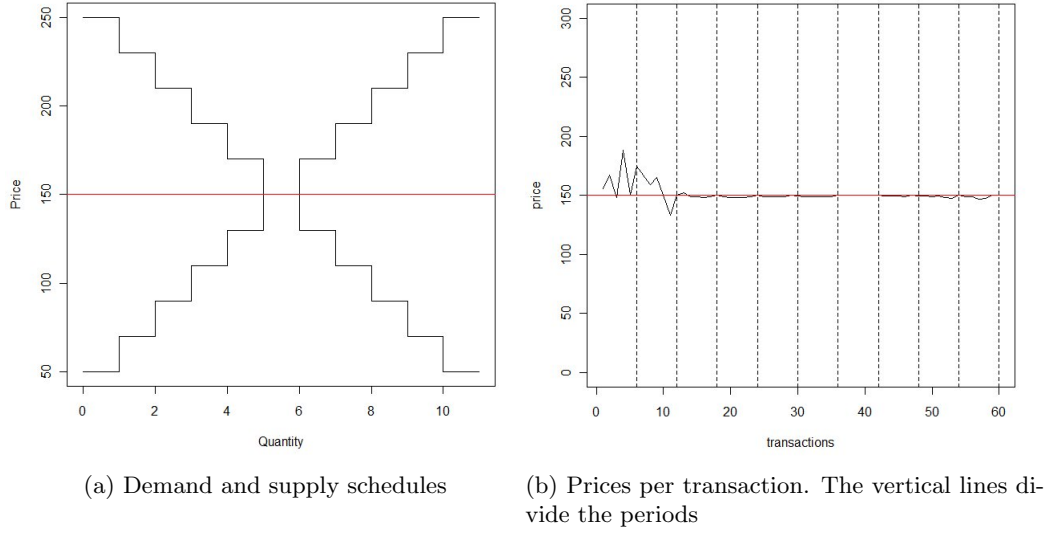 250
200
150
100
50
Price
0 2 4 6 8 10
Quantity
300
250
200
150
100
50
0
price
0 10 20 30 40 50 60
transactions
(a) Demand and supply schedules
(b) Prices per transaction. The vertical lines di-
vide the periods